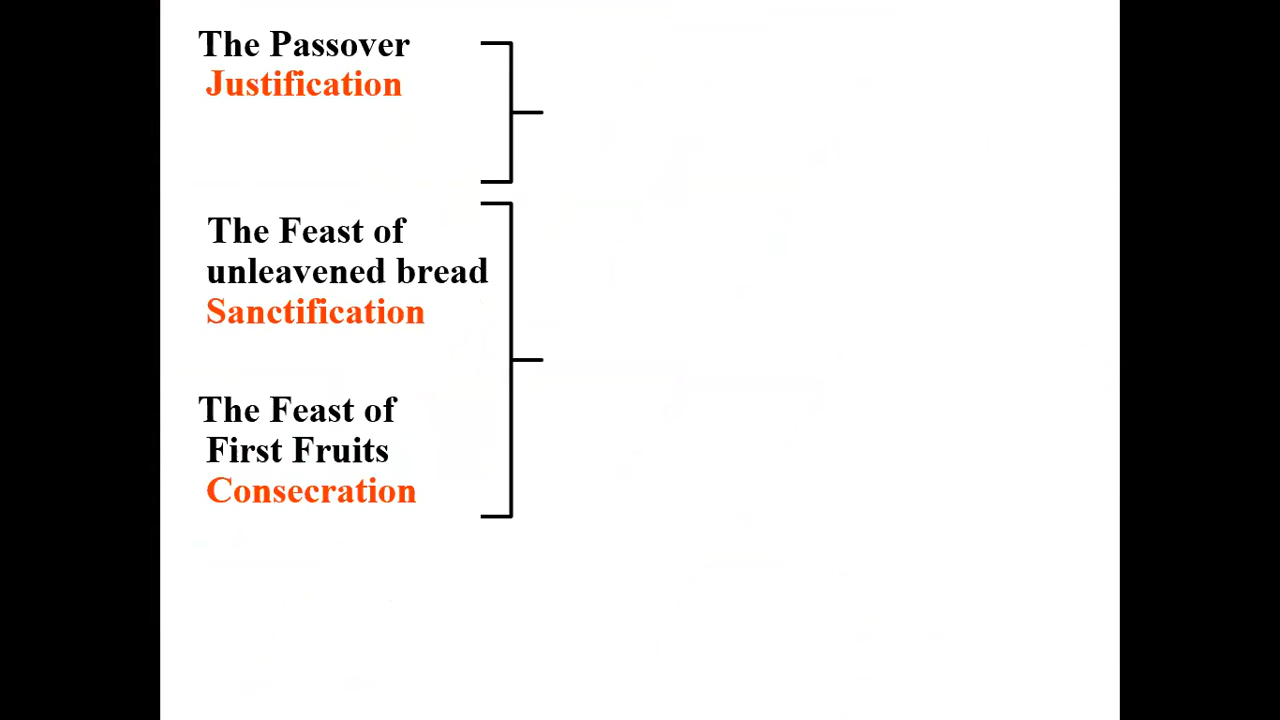 The Passover
Justification
The Feast of
unleavened bread
Sanctification
The Feast of
First Fruits
Consecration